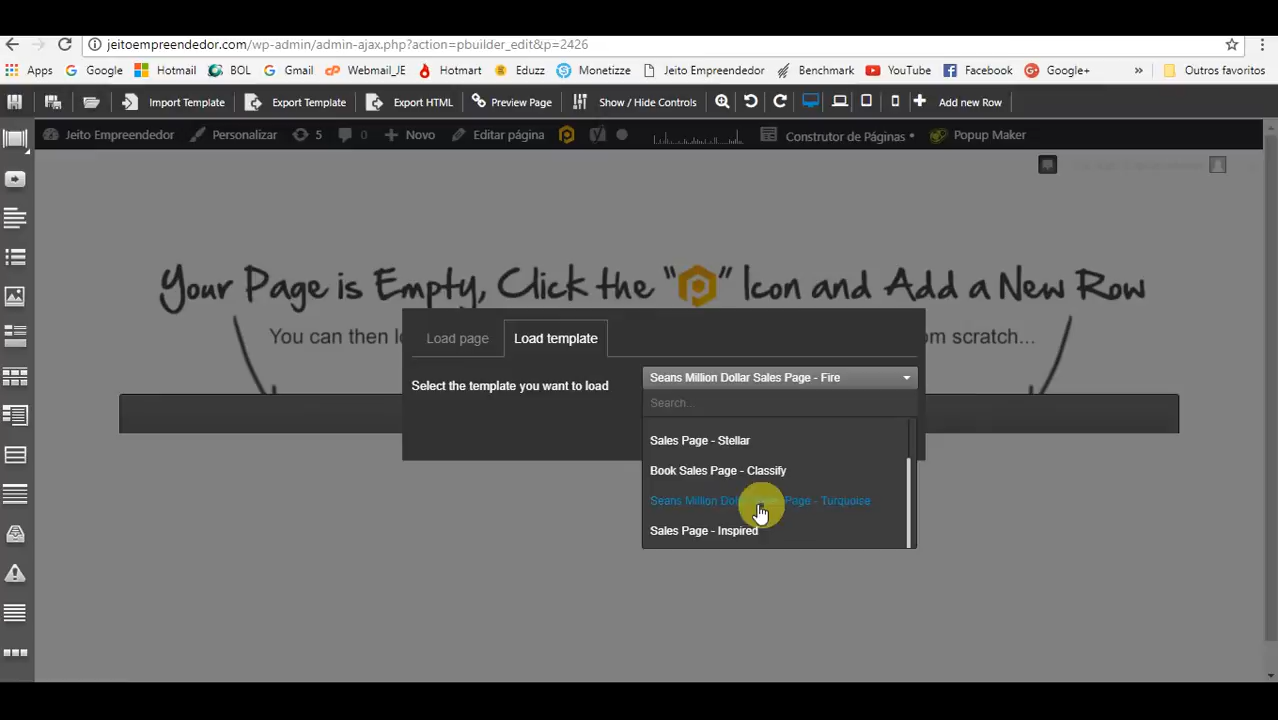 jeitoempreendedor.com/wp-admin/admin-ajax.php?action=pbuilder_edit&p=2426
Apps Google Hotmail BOL Gmail Webmail_JE Hotmart Eduzz Monetizze Jeito Empreendedor Benchmark YouTube Facebook Google+ » Outros favoritos
Import Template Export Template Export HTML Preview Page Show / Hide Controls Add new Row
Jeito Empreendedor Personalizar 5 0 Novo Editar página Construtor de Páginas Popup Maker
Your Page is Empty, Click the "P" Icon and Add a New Row
You can then om scratch...
Load page Load template
Select the template you want to load
Seans Million Dollar Sales Page - Fire
Search...
Sales Page - Stellar
Book Sales Page - Classify
Seans Million Page - Turquoise
Sales Page - Inspired